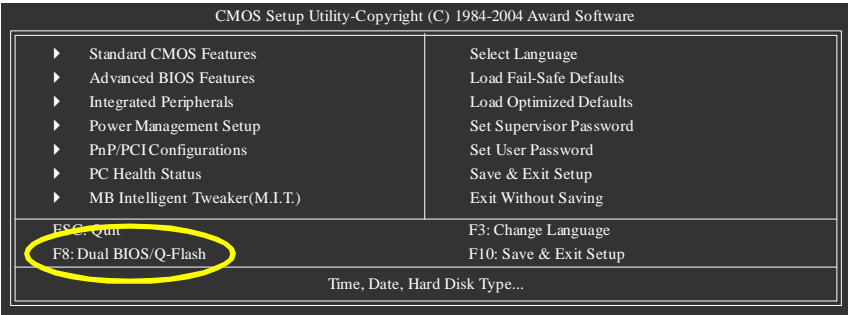 CMOS Setup Utility-Copyright (C) 1984-2004 Award Software
Standard CMOS Features
Advanced BIOS Features
Integrated Peripherals
Power Management Setup
PnP/PCI Configurations
PC Health Status
MB Intelligent Tweaker(M.I.T.)
Select Language
Load Fail-Safe Defaults
Load Optimized Defaults
Set Supervisor Password
Set User Password
Save & Exit Setup
Exit Without Saving
ESC: Quit
F8: Dual BIOS/Q-Flash
F3: Change Language
F10: Save & Exit Setup
Time, Date, Hard Disk Type...